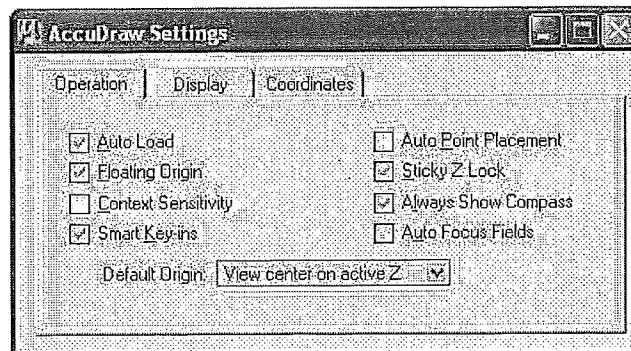 AccuDraw Settings
Operation Display Coordinates
Auto Load
Floating Origin
Context Sensitivity
Smart Key-ins
Auto Point Placement
Sticky Z Lock
Always Show Compass
Auto Focus Fields
Default Origin: View center on active Z